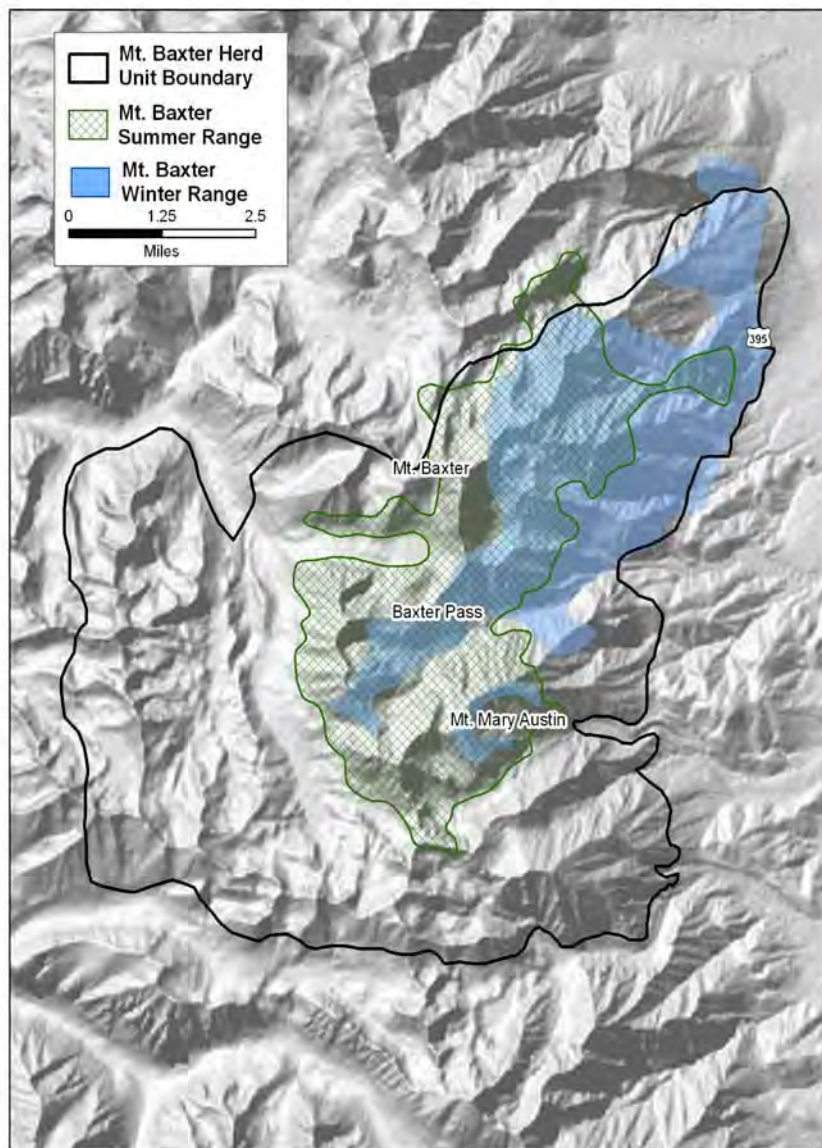 Mt. Baxter Herd
Unit Boundary
Mt. Baxter
Summer Range
Mt. Baxter
Winter Range
0 1.25 2.5
Miles
395
Mt. Baxter
Baxter Pass
Mt. Mary Austin